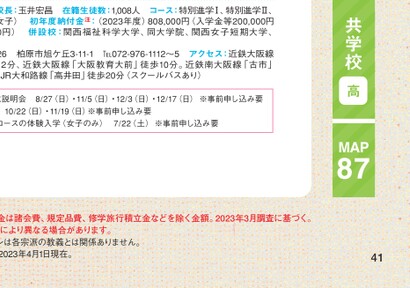 校長：玉井宏昌　在籍生徒数：1,008人　コース：特別進学Ⅰ、特別進学Ⅱ、
女子）　初年度納付金注：（2023年度）808,000円（入学金等200,000円
0円）　併設校：関西福祉科学大学、同大学院、関西女子短期大学、
26　柏原市旭ケ丘3-11-1　TEL072-976-1112〜5　アクセス：近鉄大阪線
2分、近鉄大阪線「大阪教育大前」徒歩10分。近鉄南大阪線「古市」
JR大和路線「高井田」徒歩20分（スクールバスあり）
説明会　8/27（日）・11/5（日）・12/3（日）・12/17（日）　※事前申し込み要
10/22（日）・11/19（日）※事前申し込み要
コースの体験入学（女子のみ）　7/22（土）　※事前申し込み要
共学校
高
MAP
87
金は諸会費、規定品費、修学旅行積立金などを除く金額。2023年3月調査に基づく。
により異なる場合があります。
ンは各宗派の教義とは関係ありません。
2023年4月1日現在。
41